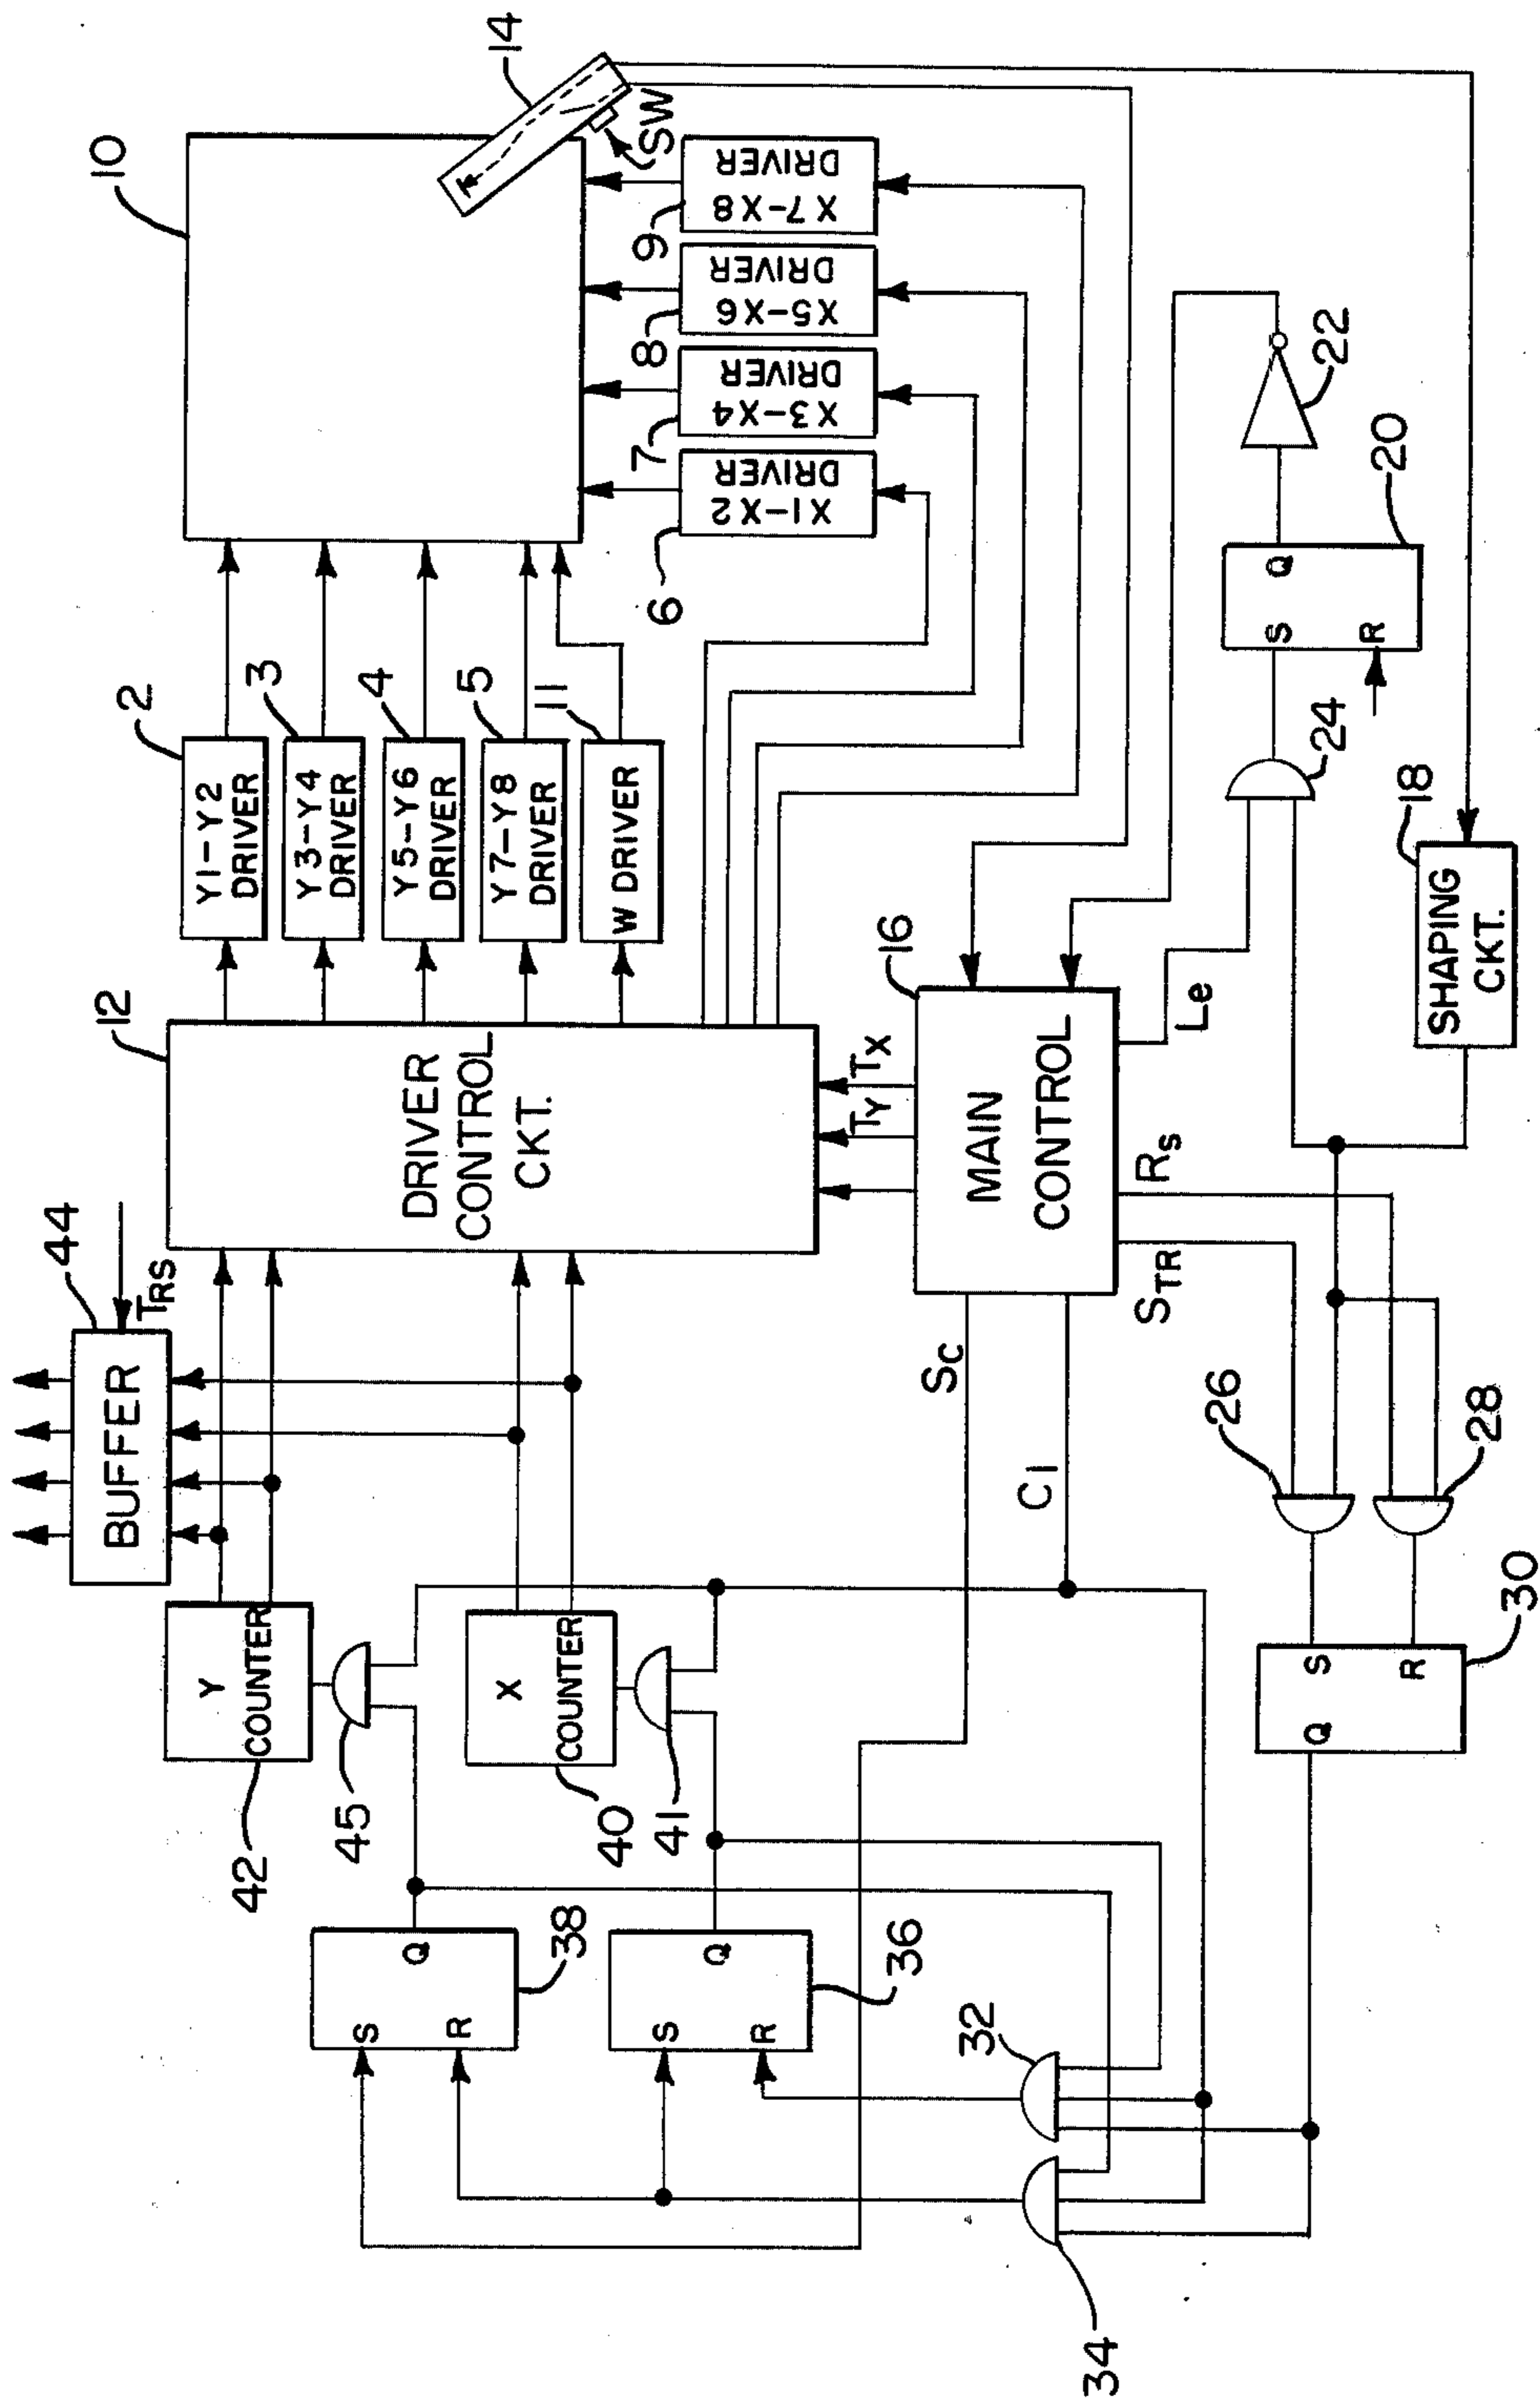 10
14
SW
2
Y1-Y2
DRIVER
3
Y3-Y4
DRIVER
4
Y5-Y6
DRIVER
5
Y7-Y8
DRIVER
11
W DRIVER
6
X1-X2
DRIVER
7
X3-X4
DRIVER
8
X5-X6
DRIVER
9
X7-X8
DRIVER
12
DRIVER
CONTROL
CKT.
44
BUFFER
TRS
42
Y
COUNTER
45
40
X
COUNTER
41
38
S
R
Q
36
S
R
Q
TY
TX
16
MAIN
CONTROL
Sc
C1
STR
Rs
Le
22
20
S
R
Q
24
18
SHAPING
CKT.
26
28
30
S
R
Q
32
34